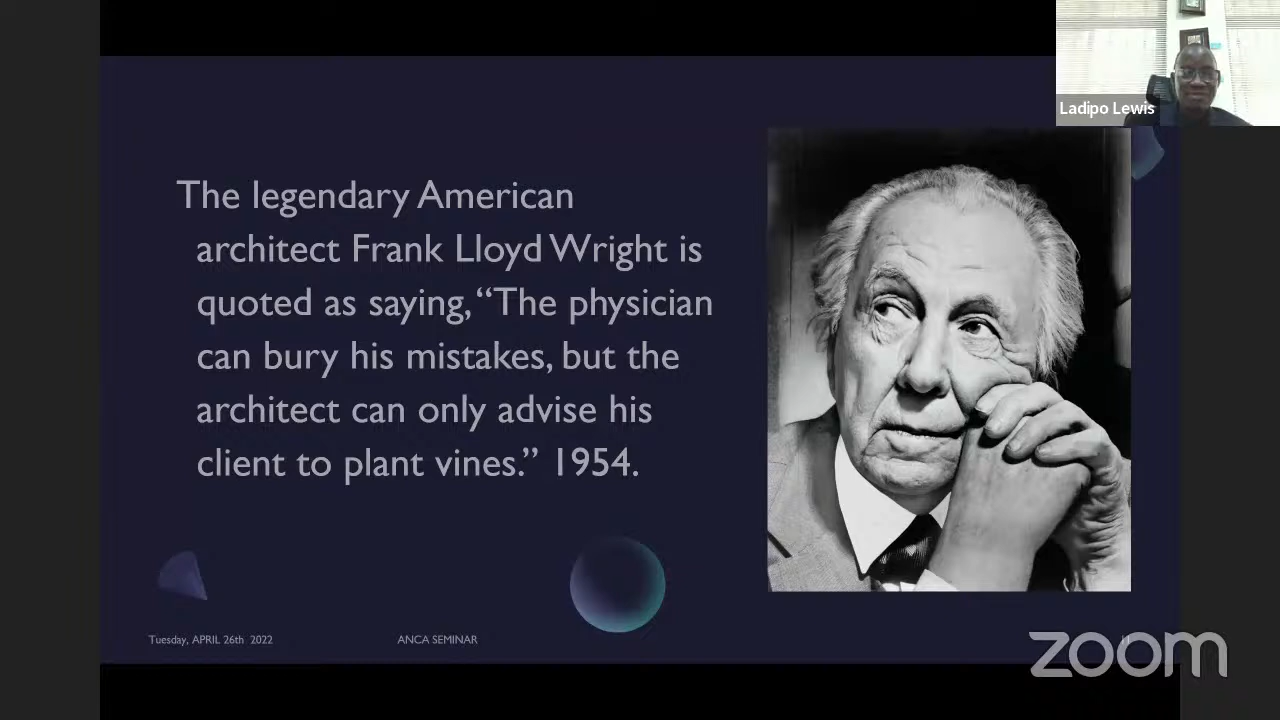 Ladipo Lewis
The legendary American
architect Frank Lloyd Wright is
quoted as saying, “The physician
can bury his mistakes, but the
architect can only advise his
client to plant vines.” 1954.
Tuesday, APRIL 26th 2022
ANCA SEMINAR
11
zoom